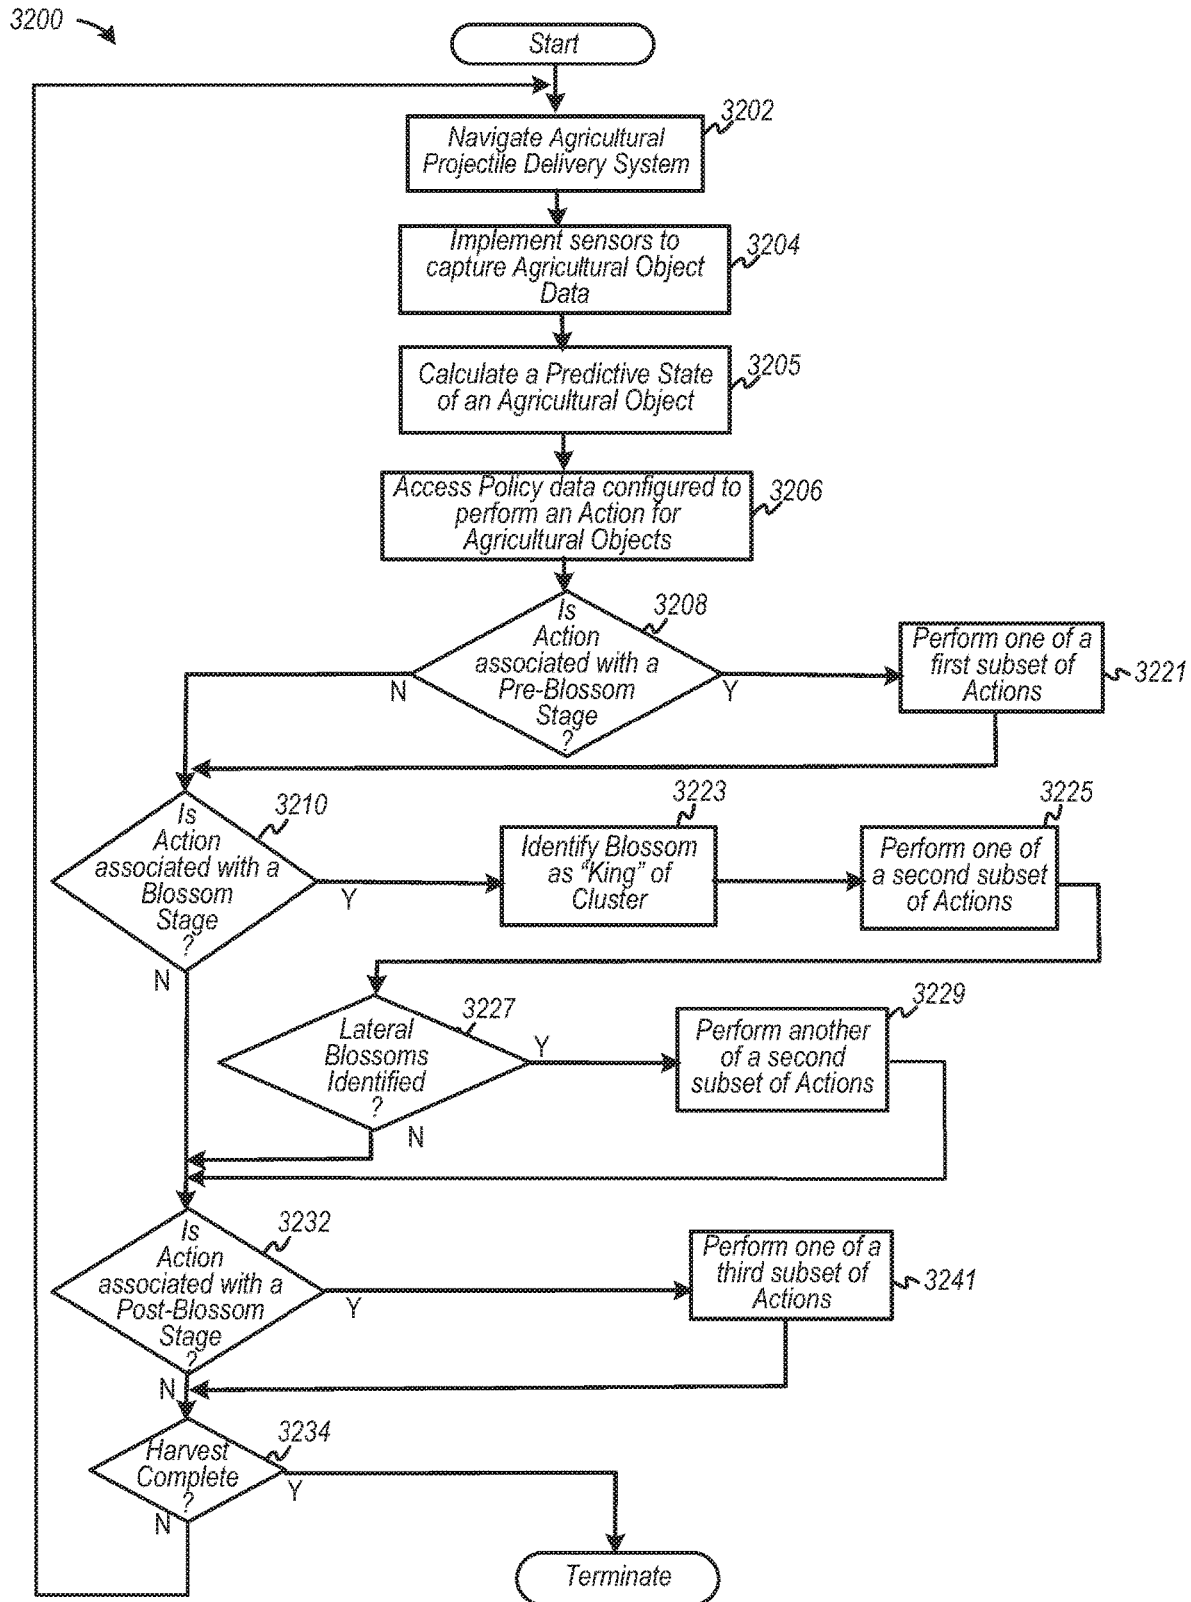 3200
Start
3202
Navigate Agricultural
Projectile Delivery System
Implement sensors to
capture Agricultural Object
Data
3204
Calculate a Predictive State
of an Agricultural Object
3205
Access Policy data configured to
perform an Action for
Agricultural Objects
3206
Is
Action
associated with a
Pre-Blossom
Stage
?
3208
N
Y
Perform one of a
first subset of
Actions
3221
Is
Action
associated with a
Blossom
Stage
?
3210
Y
N
3223
Identify Blossom
as "King" of
Cluster
3225
Perform one of
a second subset
of Actions
Lateral
Blossoms
Identified
?
3227
Y
N
3229
Perform another
of a second
subset of Actions
Is
Action
associated with a
Post-Blossom
Stage
?
3232
Y
N
Perform one of a
third subset of
Actions
3241
Harvest
Complete
?
3234
Y
N
Terminate